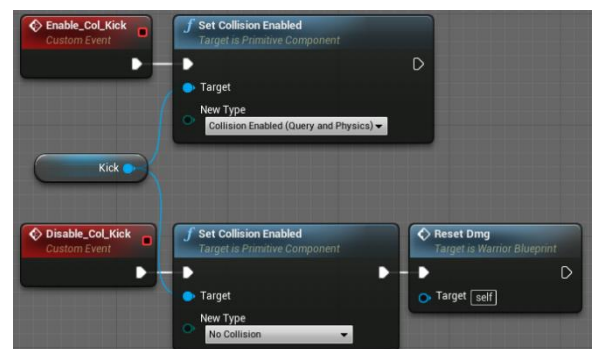 Enable_Col_Kick
Custom Event
f Set Collision Enabled
Target is Primitive Component
Target
New Type
Collision Enabled (Query and Physics)
Kick
Disable_Col_Kick
Custom Event
f Set Collision Enabled
Target is Primitive Component
Target
New Type
No Collision
Reset Dmg
Target is Warrior Blueprint
Target self